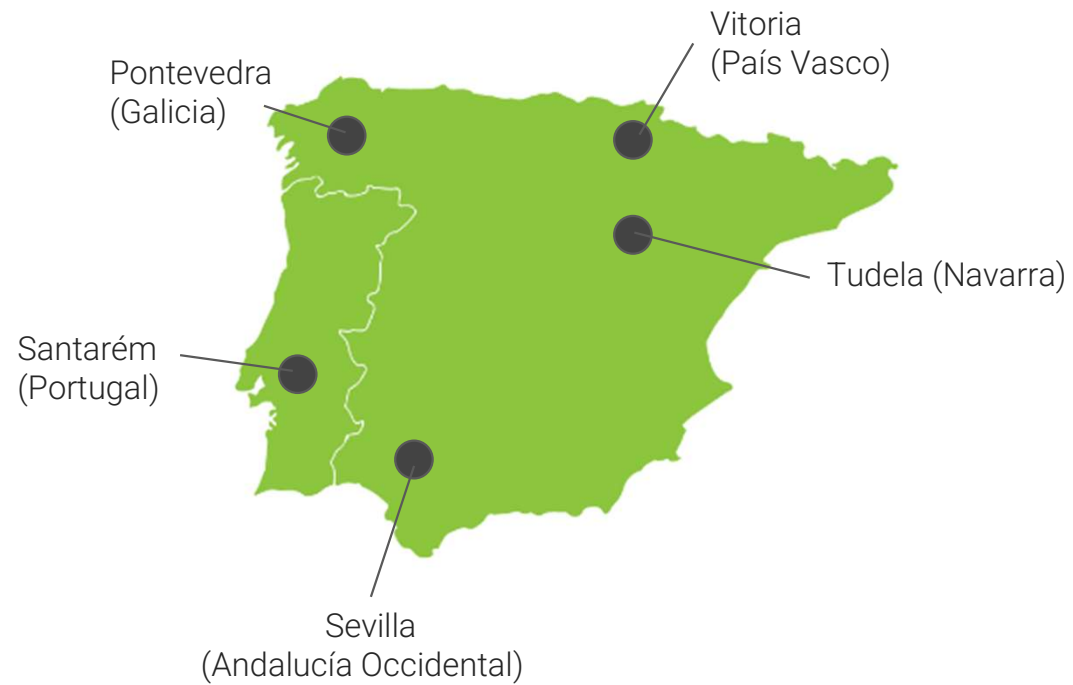 Vitoria
(País Vasco)
Pontevedra
(Galicia)
Tudela (Navarra)
Santarém
(Portugal)
Sevilla
(Andalucía Occidental)